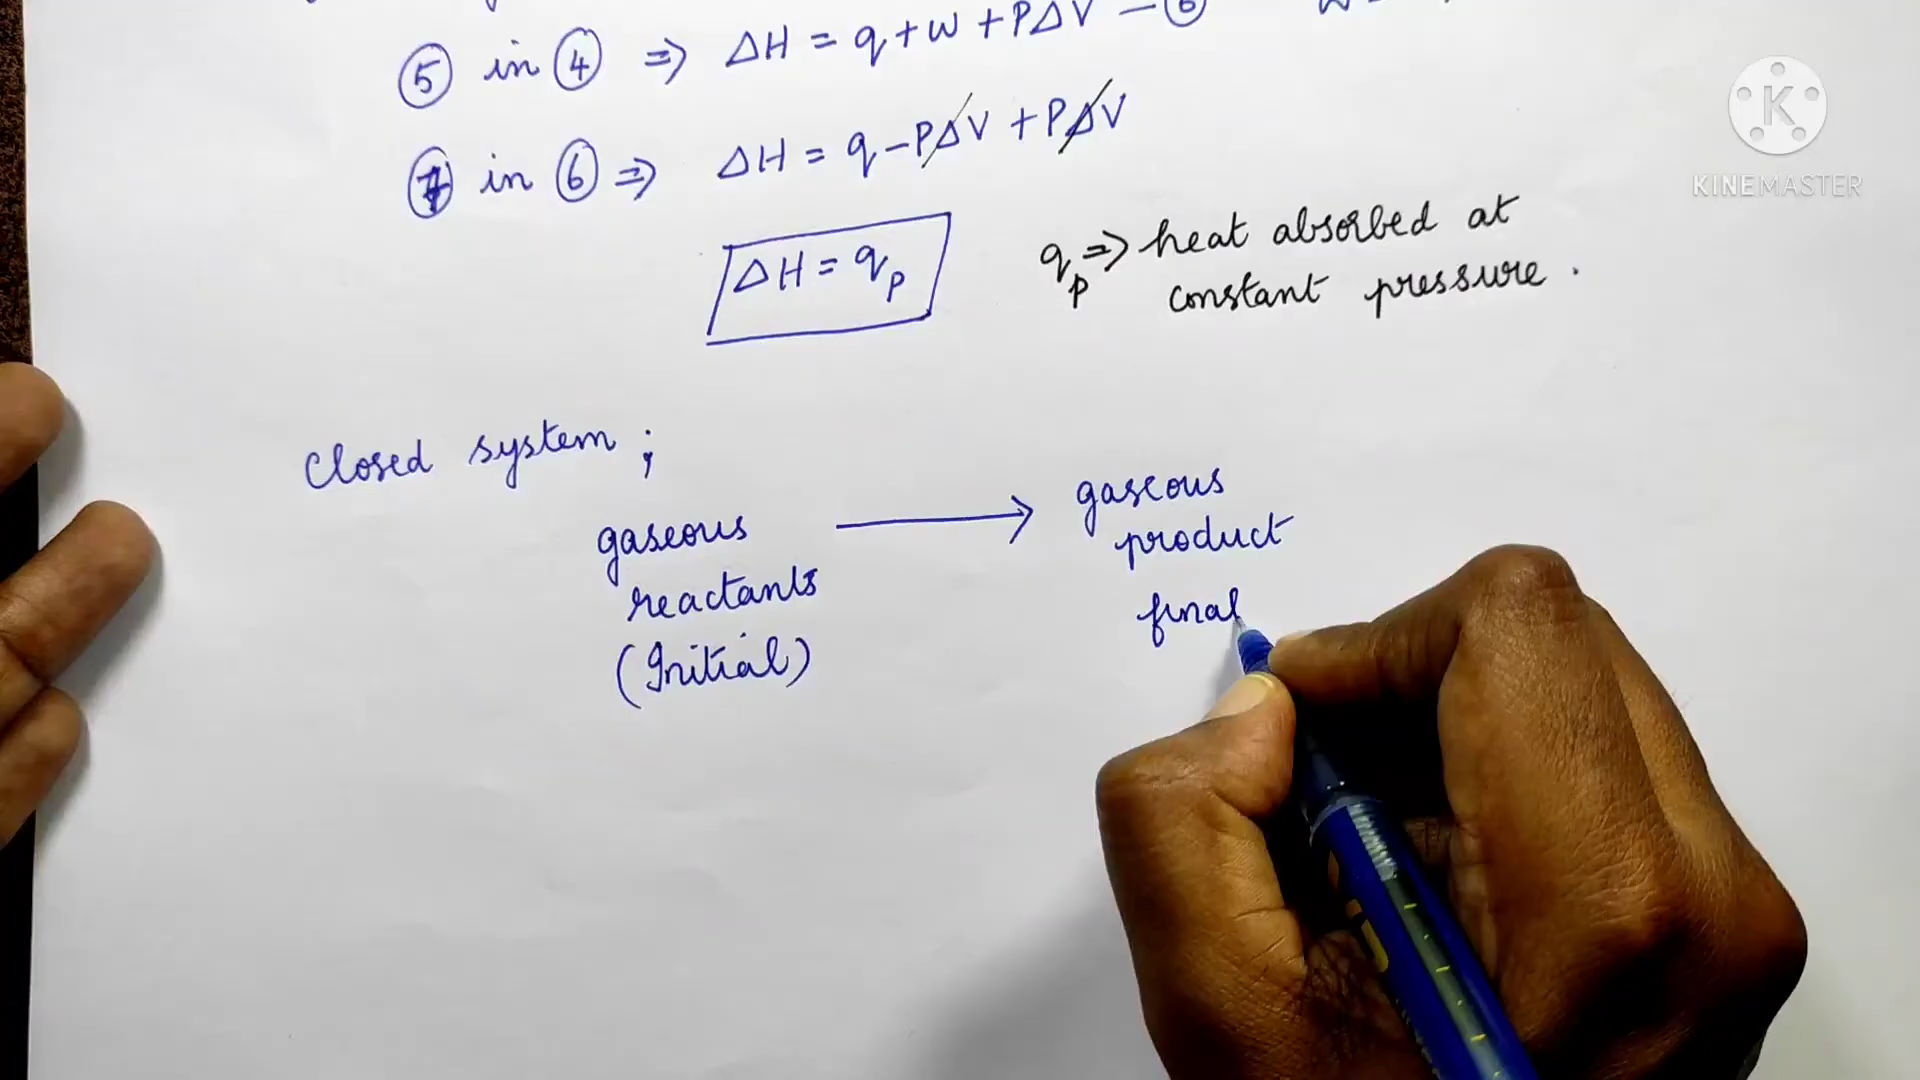 ⑤ in ④ ⇒ ΔH = q + w + PΔV – ⑥
⑦ in ⑥ ⇒ ΔH = q – PΔV + PΔV
ΔH = qp
qp ⇒ heat absorbed at
constant pressure.
KINEMASTER
closed system ;
gaseous ⟶ gaseous
reactants product
(Initial) final